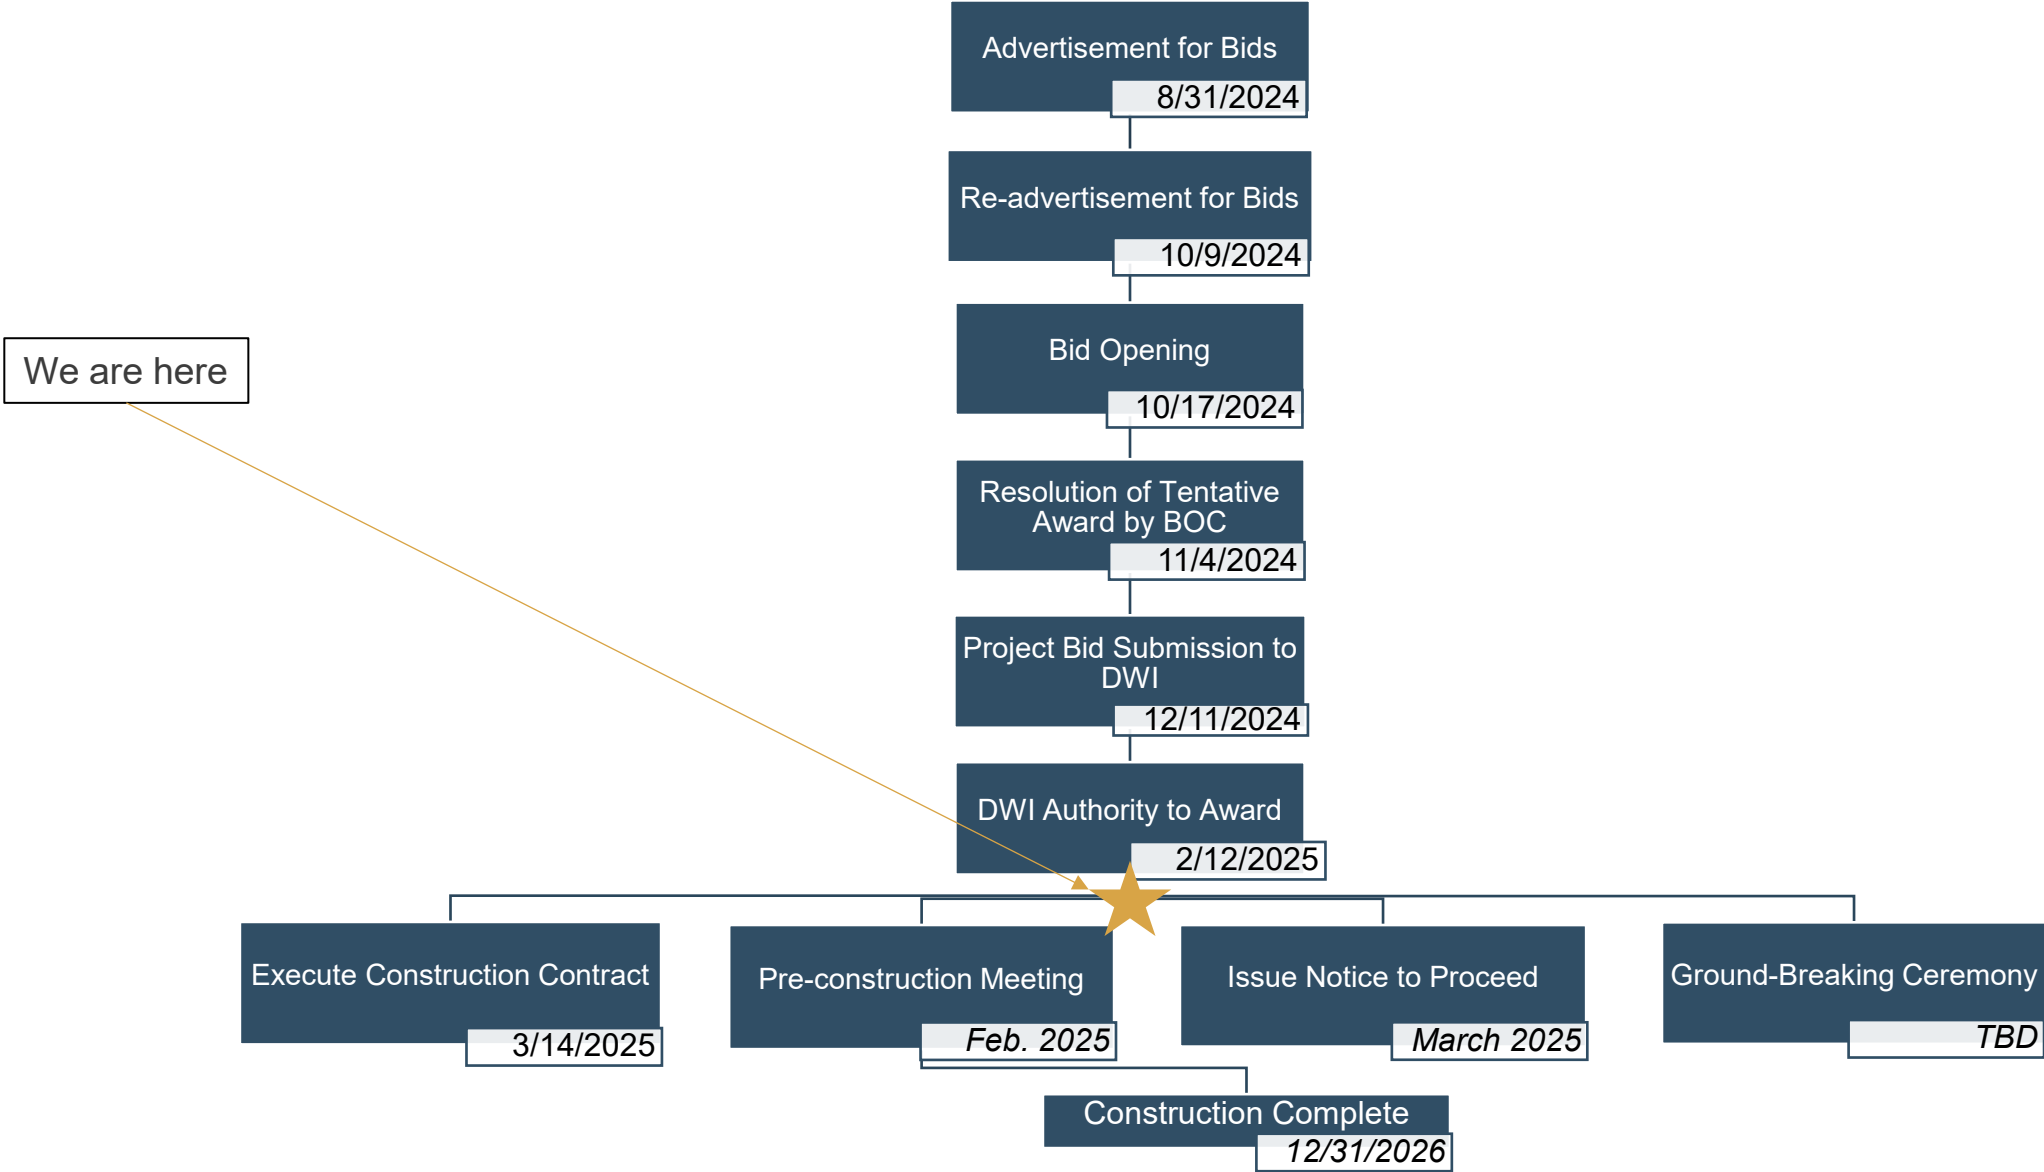 Advertisement for Bids
8/31/2024
Re-advertisement for Bids
10/9/2024
We are here
Bid Opening
10/17/2024
Resolution of Tentative
Award by BOC
11/4/2024
Project Bid Submission to
DWI
12/11/2024
DWI Authority to Award
2/12/2025
Execute Construction Contract
3/14/2025
Pre-construction Meeting
Feb. 2025
Issue Notice to Proceed
March 2025
Ground-Breaking Ceremony
TBD
Construction Complete
12/31/2026